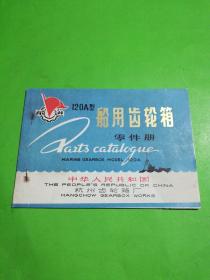 120A型
船用齿轮箱
零件册
Parts catalogue
MARINE GEARBOX MODEL 120A
中华人民共和国
THE PEOPLE'S REPUBLIC OF CHINA
杭州齿轮箱厂
HANGCHOW GEARBOX WORKS